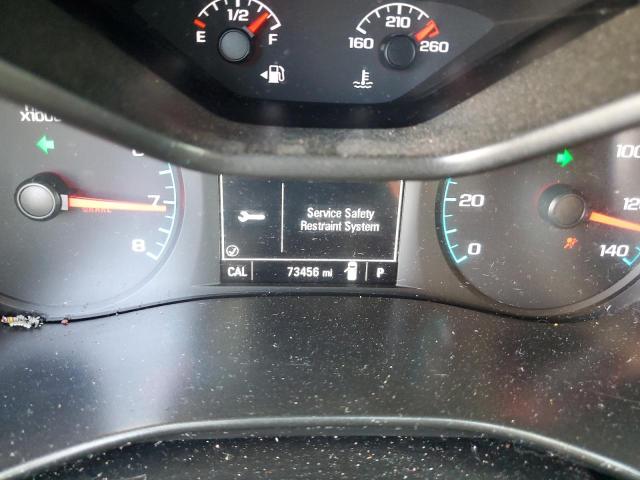 1/2
E F
210
160 260
x1000
7
8
BRAKE
Service Safety
Restraint System
CAL 73456 mi P
100
20
120
0 140